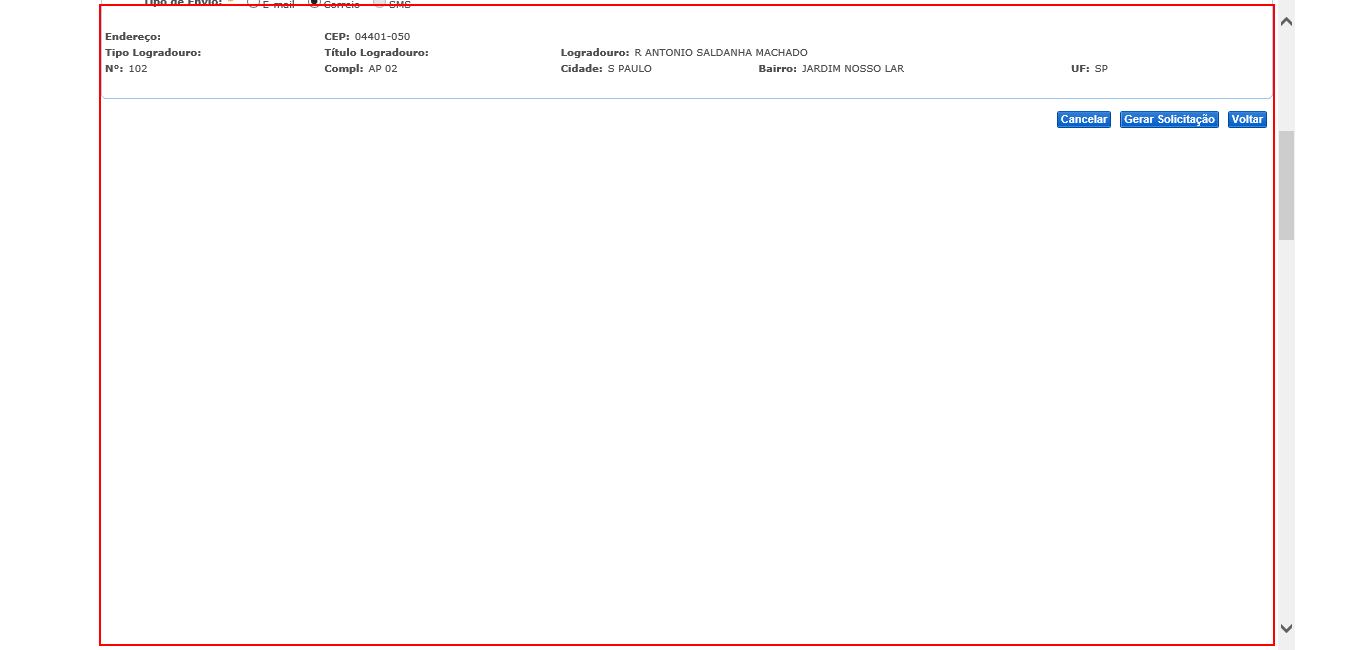 Tipo de Envio: E-mail Correio SMS
Endereço: CEP: 04401-050
Tipo Logradouro: Título Logradouro: Logradouro: R ANTONIO SALDANHA MACHADO
Nº: 102 Compl: AP 02 Cidade: S PAULO Bairro: JARDIM NOSSO LAR UF: SP
Cancelar Gerar Solicitação Voltar